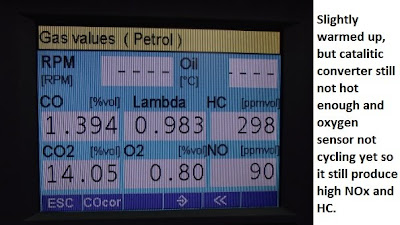 Gas values ( Petrol )
RPM [RPM] ---- Oil [°C] ----
CO [%vol] Lambda HC [ppmvol]
1.394 0.983 298
CO2 [%vol] O2 [%vol] NO [ppmvol]
14.05 0.80 90
ESC COcor <<
Slightly
warmed up,
but catalitic
converter still
not hot
enough and
oxygen
sensor not
cycling yet so
it still produce
high NOx and
HC.